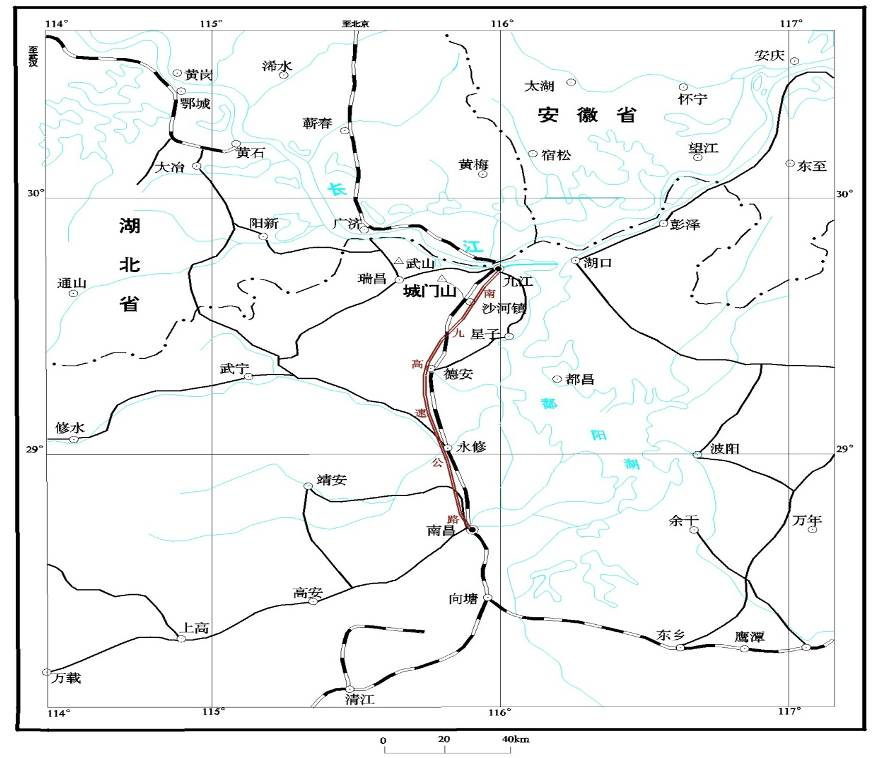 114°
115°
至北京
116°
117°
至武汉
黄岗
浠水
安庆
鄂城
太湖
怀宁
安徽省
蕲春
黄石
大冶
黄梅
宿松
望江
东至
30°
长
30°
湖北省
阳新
广济
江
彭泽
武山
湖口
通山
瑞昌
城门山
九江
沙河镇
星子
南九高速公路
武宁
德安
都昌
鄱阳湖
修水
永修
29°
波阳
29°
靖安
南昌
余干
万年
高安
向塘
上高
东乡
鹰潭
万载
清江
114°
115°
116°
117°
0 20 40km